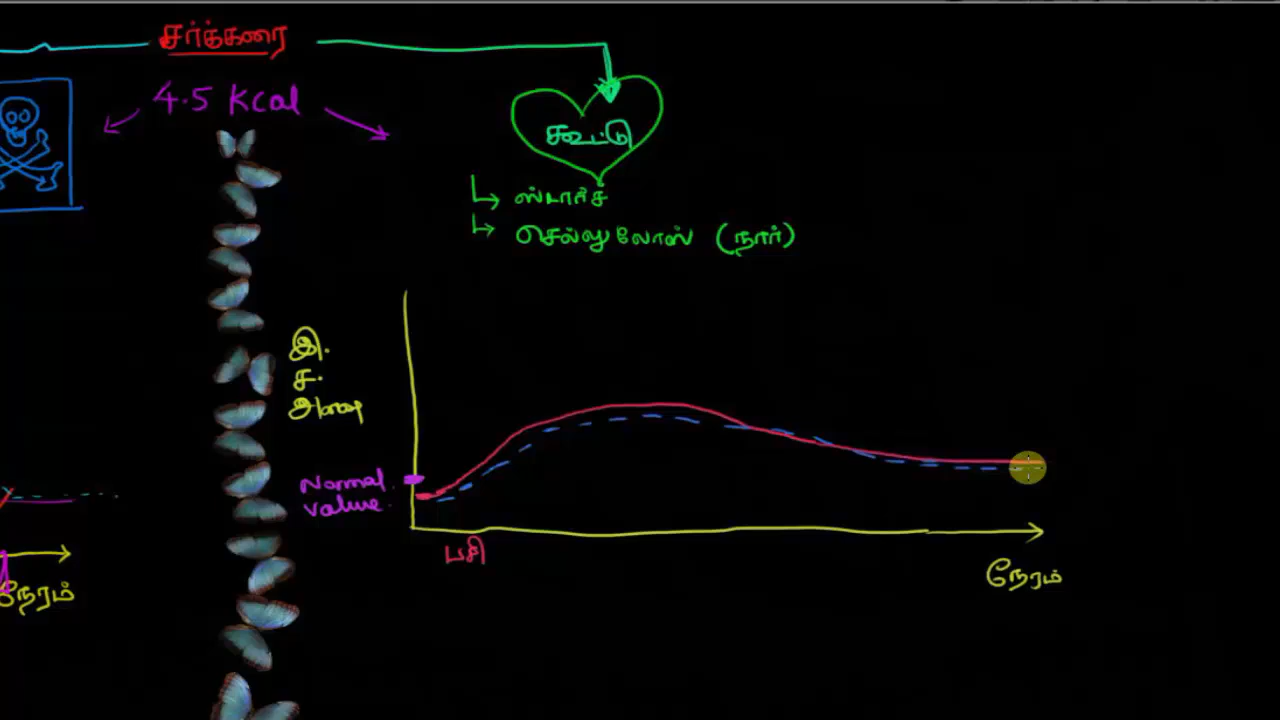 சர்க்கரை
4.5 Kcal
கூட்டு
ஸ்டார்ச்
செல்லுலோஸ் (நார்)
இ.
ச.
அளவு
Normal
value
பசி
நேரம்
நேரம்